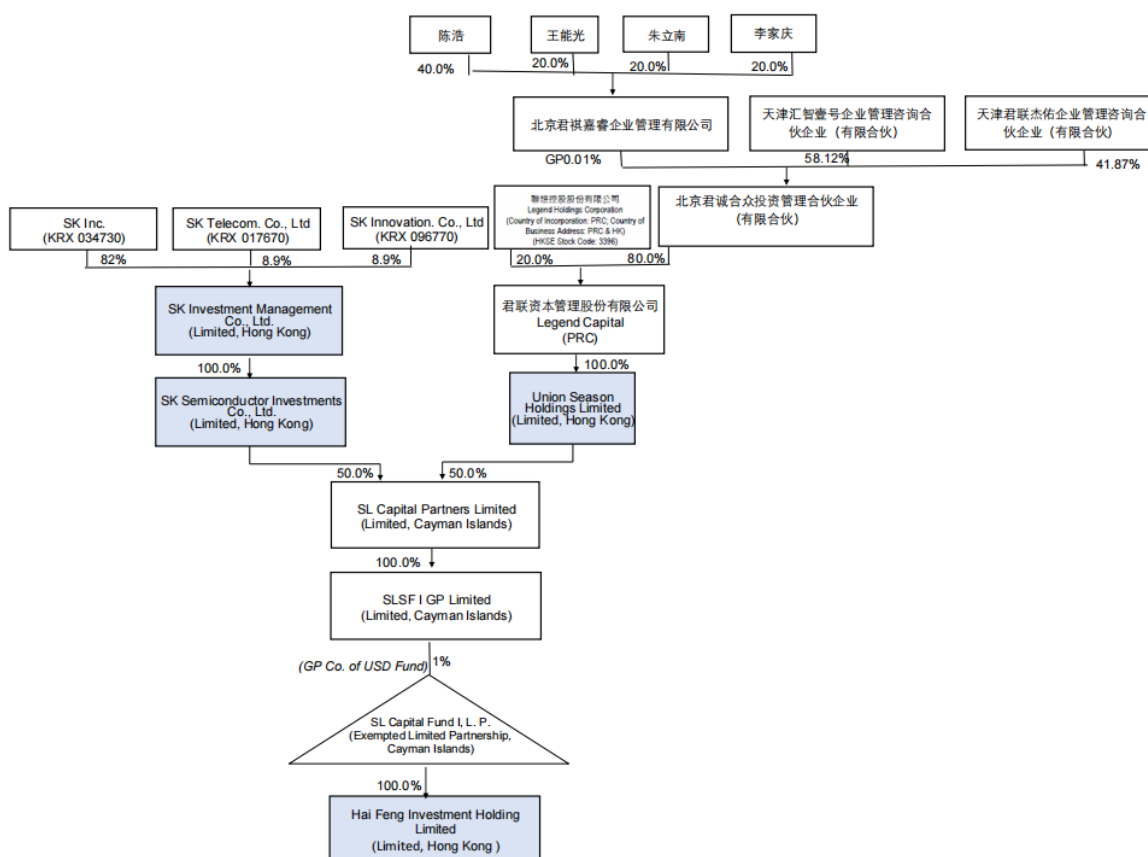 陈浩
王能光
朱立南
李家庆
40.0%
20.0%
20.0%
20.0%
北京君祺嘉睿企业管理有限公司
天津汇智壹号企业管理咨询合
伙企业（有限合伙）
天津君联杰佑企业管理咨询合
伙企业（有限合伙）
GP0.01%
58.12%
41.87%
SK Inc.
(KRX 034730)
SK Telecom. Co., Ltd
(KRX 017670)
SK Innovation. Co., Ltd
(KRX 096770)
聯想控股股份有限公司
Legend Holdings Corporation
(Country of Incorporation: PRC; Country of
Business Address: PRC & HK)
(HKSE Stock Code: 3396)
北京君诚合众投资管理合伙企业
（有限合伙）
82%
8.9%
8.9%
20.0%
80.0%
SK Investment Management
Co., Ltd.
(Limited, Hong Kong)
君联资本管理股份有限公司
Legend Capital
(PRC)
100.0%
100.0%
SK Semiconductor Investments
Co., Ltd.
(Limited, Hong Kong)
Union Season
Holdings Limited
(Limited, Hong Kong)
50.0%
50.0%
SL Capital Partners Limited
(Limited, Cayman Islands)
100.0%
SLSF I GP Limited
(Limited, Cayman Islands)
(GP Co. of USD Fund)
1%
SL Capital Fund I, L. P.
(Exempted Limited Partnership,
Cayman Islands)
100.0%
Hai Feng Investment Holding
Limited
(Limited, Hong Kong )